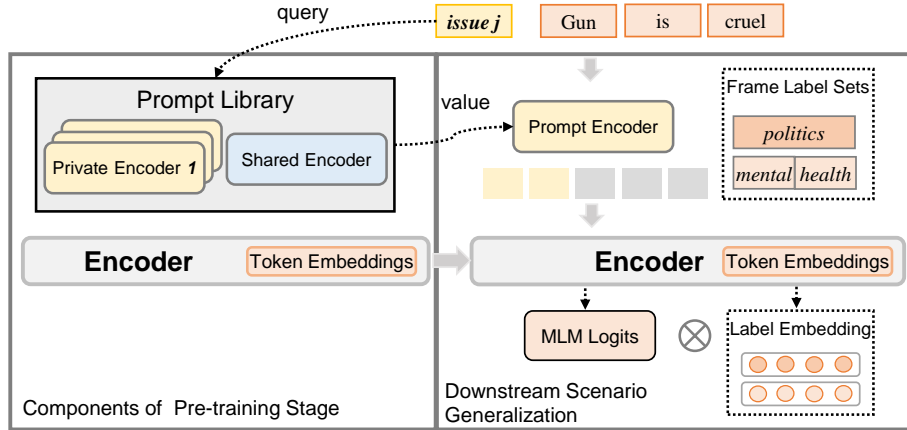 query
issue j
Gun
is
cruel
Prompt Library
Private Encoder 1
Shared Encoder
value
Prompt Encoder
Frame Label Sets
politics
mental
health
Encoder
Token Embeddings
Encoder
Token Embeddings
MLM Logits
Label Embedding
Components of Pre-training Stage
Downstream Scenario
Generalization